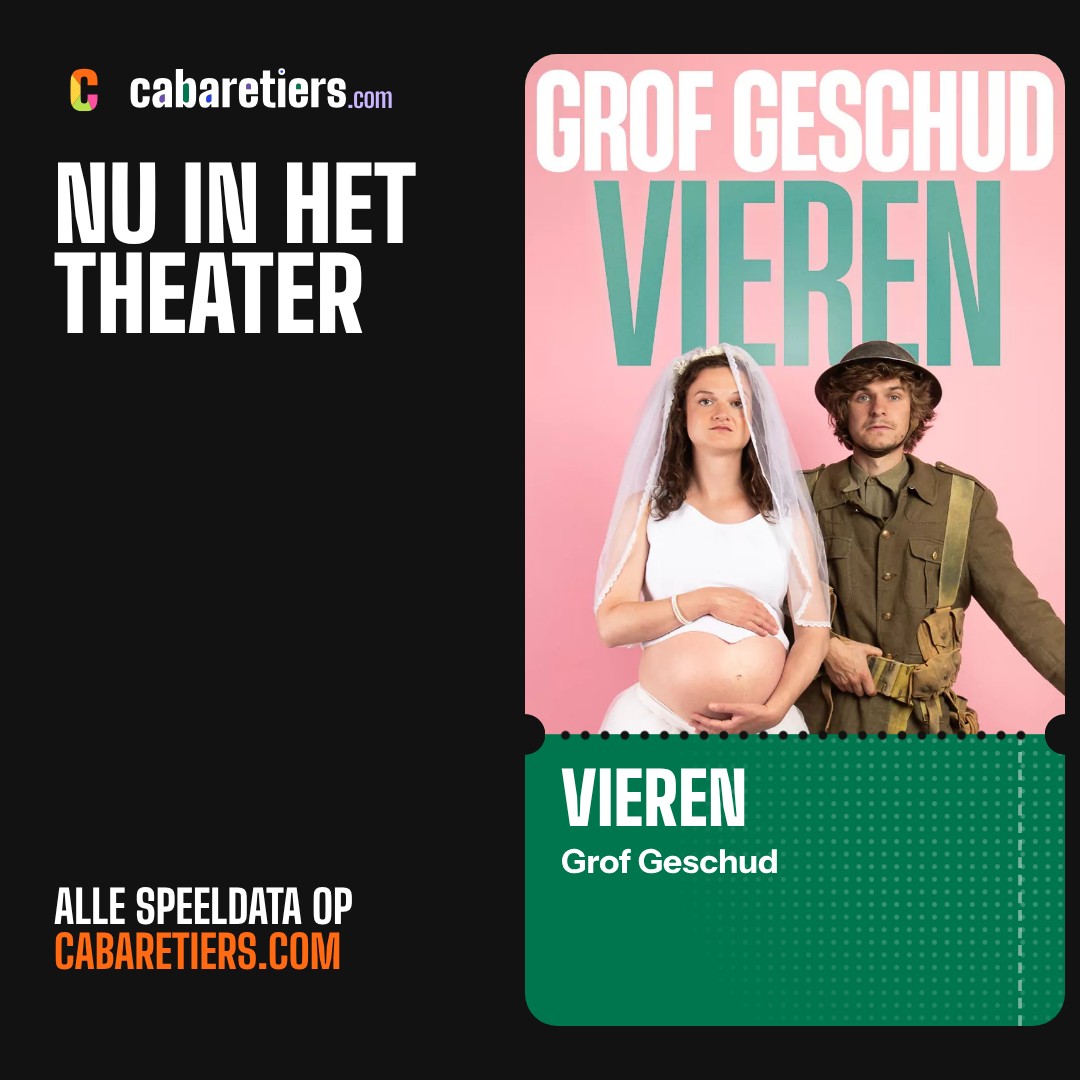 cabaretiers.com
NU IN HET
THEATER
ALLE SPEELDATA OP
CABARETIERS.COM
GROF GESCHUD
VIEREN
VIEREN
Grof Geschud